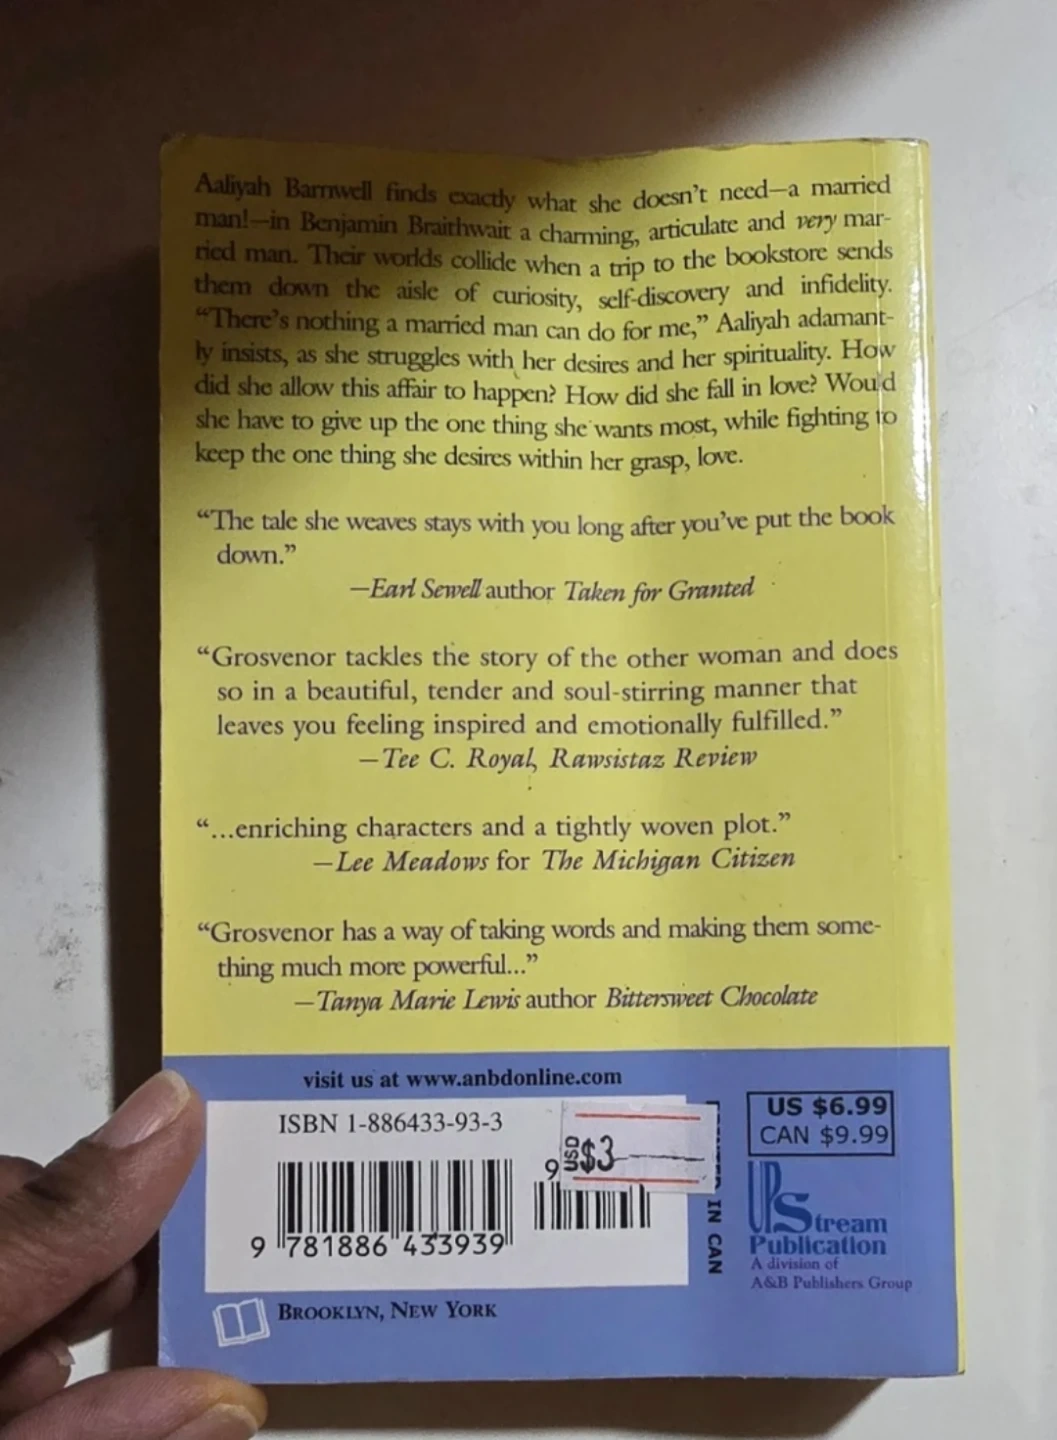 Aaliyah Barnwell finds exactly what she doesn't need—a married
man!—in Benjamin Braithwait a charming, articulate and very mar-
ried man. Their worlds collide when a trip to the bookstore sends
them down the aisle of curiosity, self-discovery and infidelity.
“There's nothing a married man can do for me,” Aaliyah adamant-
ly insists, as she struggles with her desires and her spirituality. How
did she allow this affair to happen? How did she fall in love? Would
she have to give up the one thing she wants most, while fighting to
keep the one thing she desires within her grasp, love.
“The tale she weaves stays with you long after you've put the book
down.”
—Earl Sewell author Taken for Granted
“Grosvenor tackles the story of the other woman and does
so in a beautiful, tender and soul-stirring manner that
leaves you feeling inspired and emotionally fulfilled.”
—Tee C. Royal, Rawsistaz Review
“...enriching characters and a tightly woven plot.”
—Lee Meadows for The Michigan Citizen
“Grosvenor has a way of taking words and making them some-
thing much more powerful...”
—Tanya Marie Lewis author Bittersweet Chocolate
visit us at www.anbdonline.com
ISBN 1-886433-93-3
9
USD $3
9 781886 433939
IN CAN
US $6.99
CAN $9.99
UPStream
Publication
A division of
A&B Publishers Group
BROOKLYN, NEW YORK